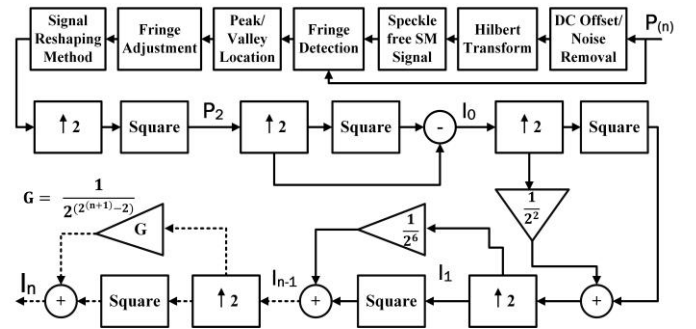 Signal
Reshaping
Method
Fringe
Adjustment
Peak/
Valley
Location
Fringe
Detection
Speckle
free SM
Signal
Hilbert
Transform
DC Offset/
Noise
Removal
P(n)
↑ 2
Square
P2
↑ 2
Square
-
I0
↑ 2
Square
G = 1/2^(2^(n+1)−2)
G
1/2^6
1/2^2
In
+
Square
↑ 2
In-1
+
Square
I1
↑ 2
+